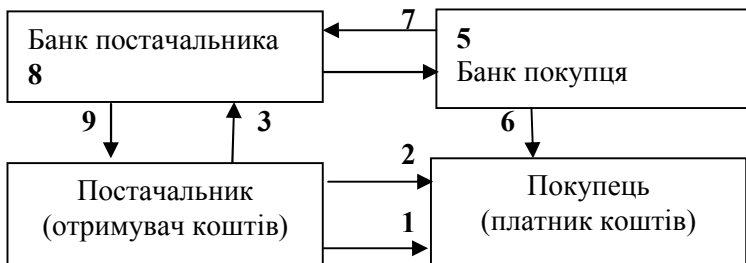 7
Банк постачальника
8
5
Банк покупця
9
3
6
2
Постачальник
(отримувач коштів)
1
Покупець
(платник коштів)